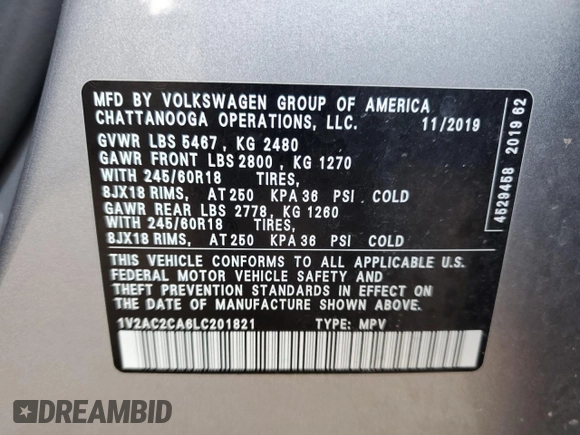 MFD BY VOLKSWAGEN GROUP OF AMERICA
CHATTANOOGA OPERATIONS, LLC. 11/2019
GVWR LBS 5467 , KG 2480
GAWR FRONT LBS 2800 , KG 1270
WITH 245/60R18 TIRES,
8JX18 RIMS, AT 250 KPA 36 PSI COLD
GAWR REAR LBS 2778, KG 1260
WITH 245/60R18 TIRES,
8JX18 RIMS, AT 250 KPA 36 PSI COLD
THIS VEHICLE CONFORMS TO ALL APPLICABLE U.S.
FEDERAL MOTOR VEHICLE SAFETY AND
THEFT PREVENTION STANDARDS IN EFFECT ON
THE DATE OF MANUFACTURE SHOWN ABOVE.
1V2AC2CA6LC201821 TYPE: MPV
4529458 2019 62
DREAMBID